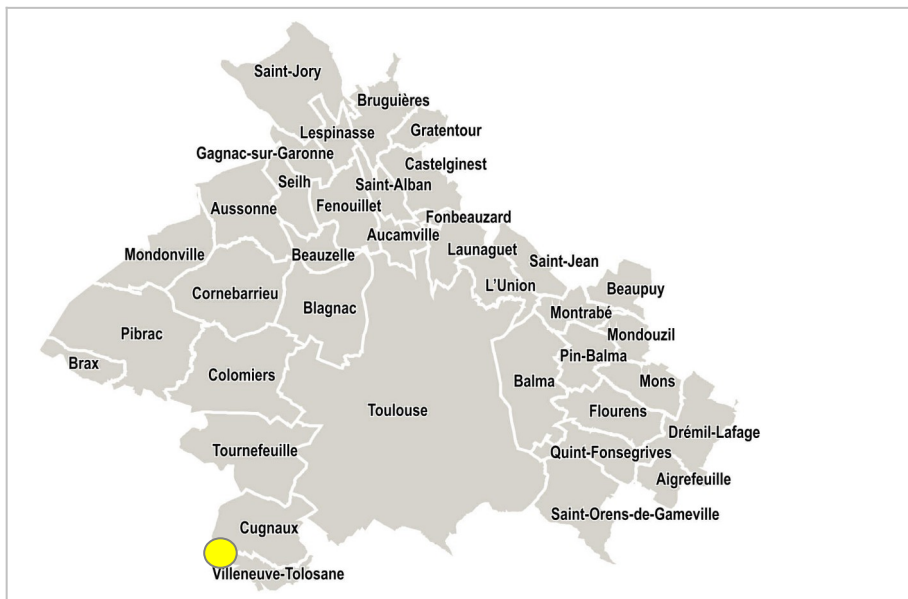 Saint-Jory
Bruguières
Lespinasse
Gratentour
Gagnac-sur-Garonne
Castelginest
Seilh
Saint-Alban
Aussonne
Fenouillet
Fonbeauzard
Aucamville
Mondonville
Beauzelle
Launaguet
Saint-Jean
L'Union
Beaupuy
Cornebarrieu
Blagnac
Montrabé
Pibrac
Mondouzil
Pin-Balma
Brax
Colomiers
Balma
Mons
Toulouse
Flourens
Drémil-Lafage
Tournefeuille
Quint-Fonsegrives
Aigrefeuille
Saint-Orens-de-Gameville
Cugnaux
Villeneuve-Tolosane